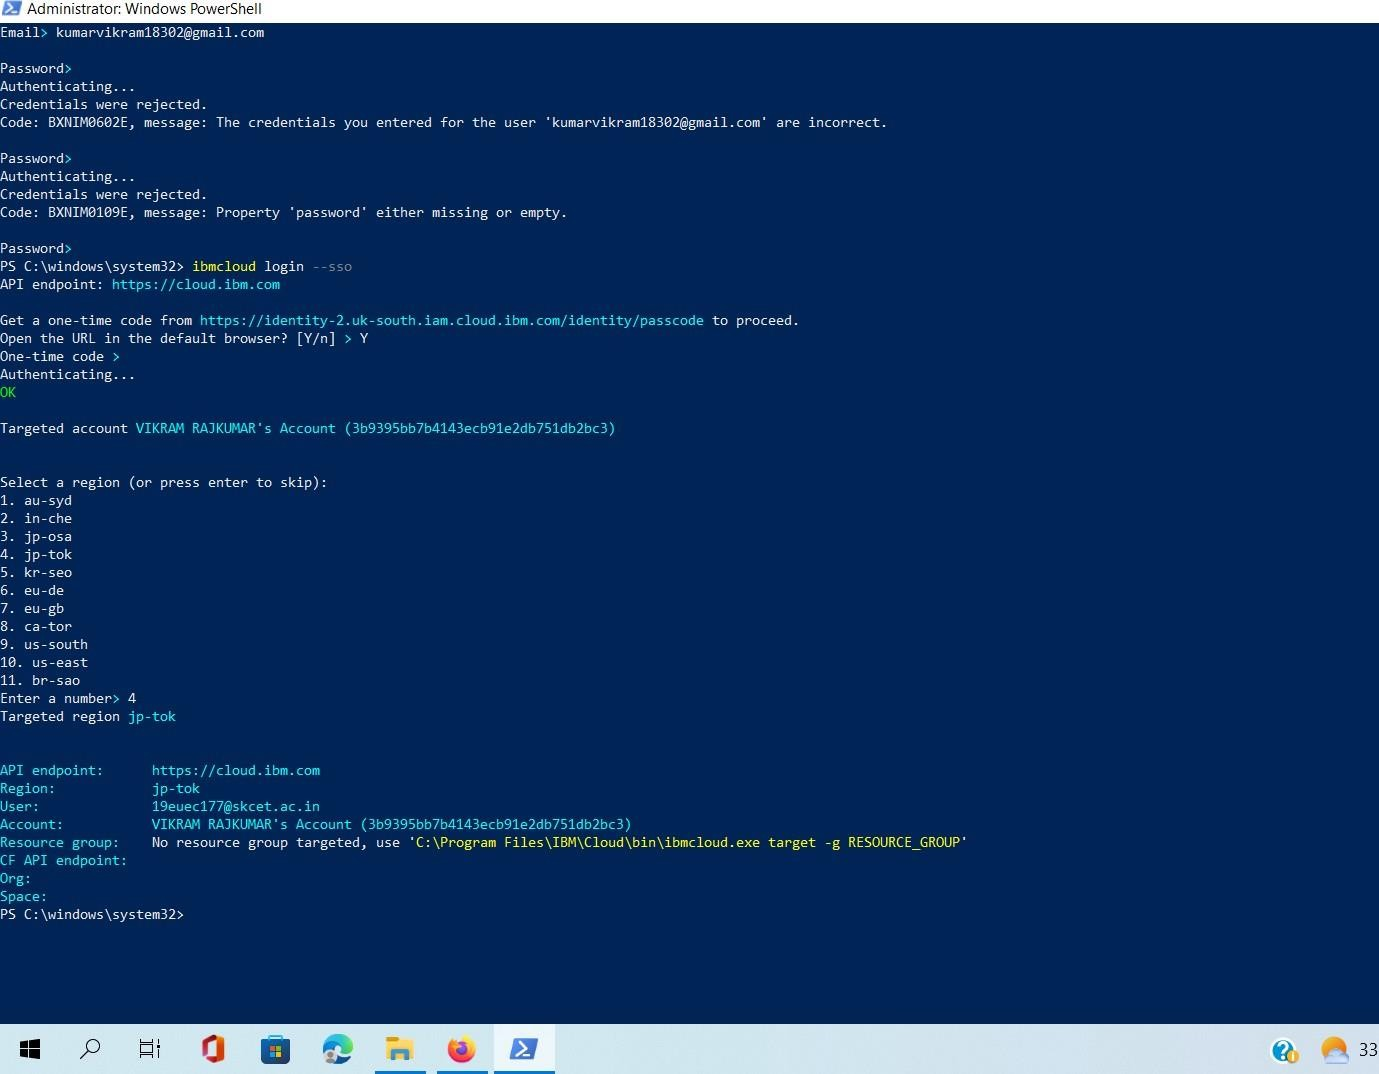 Administrator: Windows PowerShell
Email> kumarvikram18302@gmail.com
Password>
Authenticating...
Credentials were rejected.
Code: BXNIM0602E, message: The credentials you entered for the user 'kumarvikram18302@gmail.com' are incorrect.
Password>
Authenticating...
Credentials were rejected.
Code: BXNIM0109E, message: Property 'password' either missing or empty.
Password>
PS C:\windows\system32> ibmcloud login --sso
API endpoint: https://cloud.ibm.com
Get a one-time code from https://identity-2.uk-south.iam.cloud.ibm.com/identity/passcode to proceed.
Open the URL in the default browser? [Y/n] > Y
One-time code >
Authenticating...
OK
Targeted account VIKRAM RAJKUMAR's Account (3b9395bb7b4143ecb91e2db751db2bc3)
Select a region (or press enter to skip):
1. au-syd
2. in-che
3. jp-osa
4. jp-tok
5. kr-seo
6. eu-de
7. eu-gb
8. ca-tor
9. us-south
10. us-east
11. br-sao
Enter a number> 4
Targeted region jp-tok
API endpoint: https://cloud.ibm.com
Region: jp-tok
User: 19euec177@skcet.ac.in
Account: VIKRAM RAJKUMAR's Account (3b9395bb7b4143ecb91e2db751db2bc3)
Resource group: No resource group targeted, use 'C:\Program Files\IBM\Cloud\bin\ibmcloud.exe target -g RESOURCE_GROUP'
CF API endpoint:
Org:
Space:
PS C:\windows\system32>
33